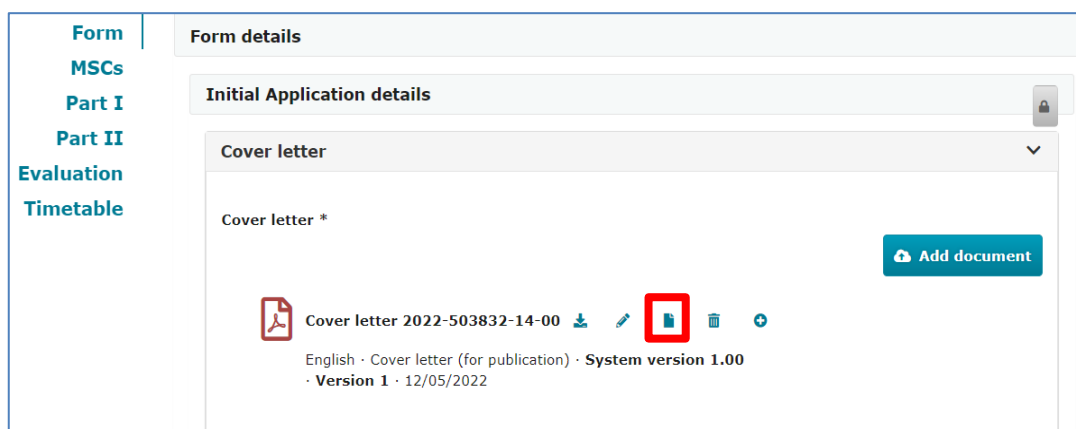 Form
MSCs
Part I
Part II
Evaluation
Timetable
Form details
Initial Application details
Cover letter
Cover letter *
Add document
Cover letter 2022-503832-14-00
English · Cover letter (for publication) · System version 1.00
· Version 1 · 12/05/2022